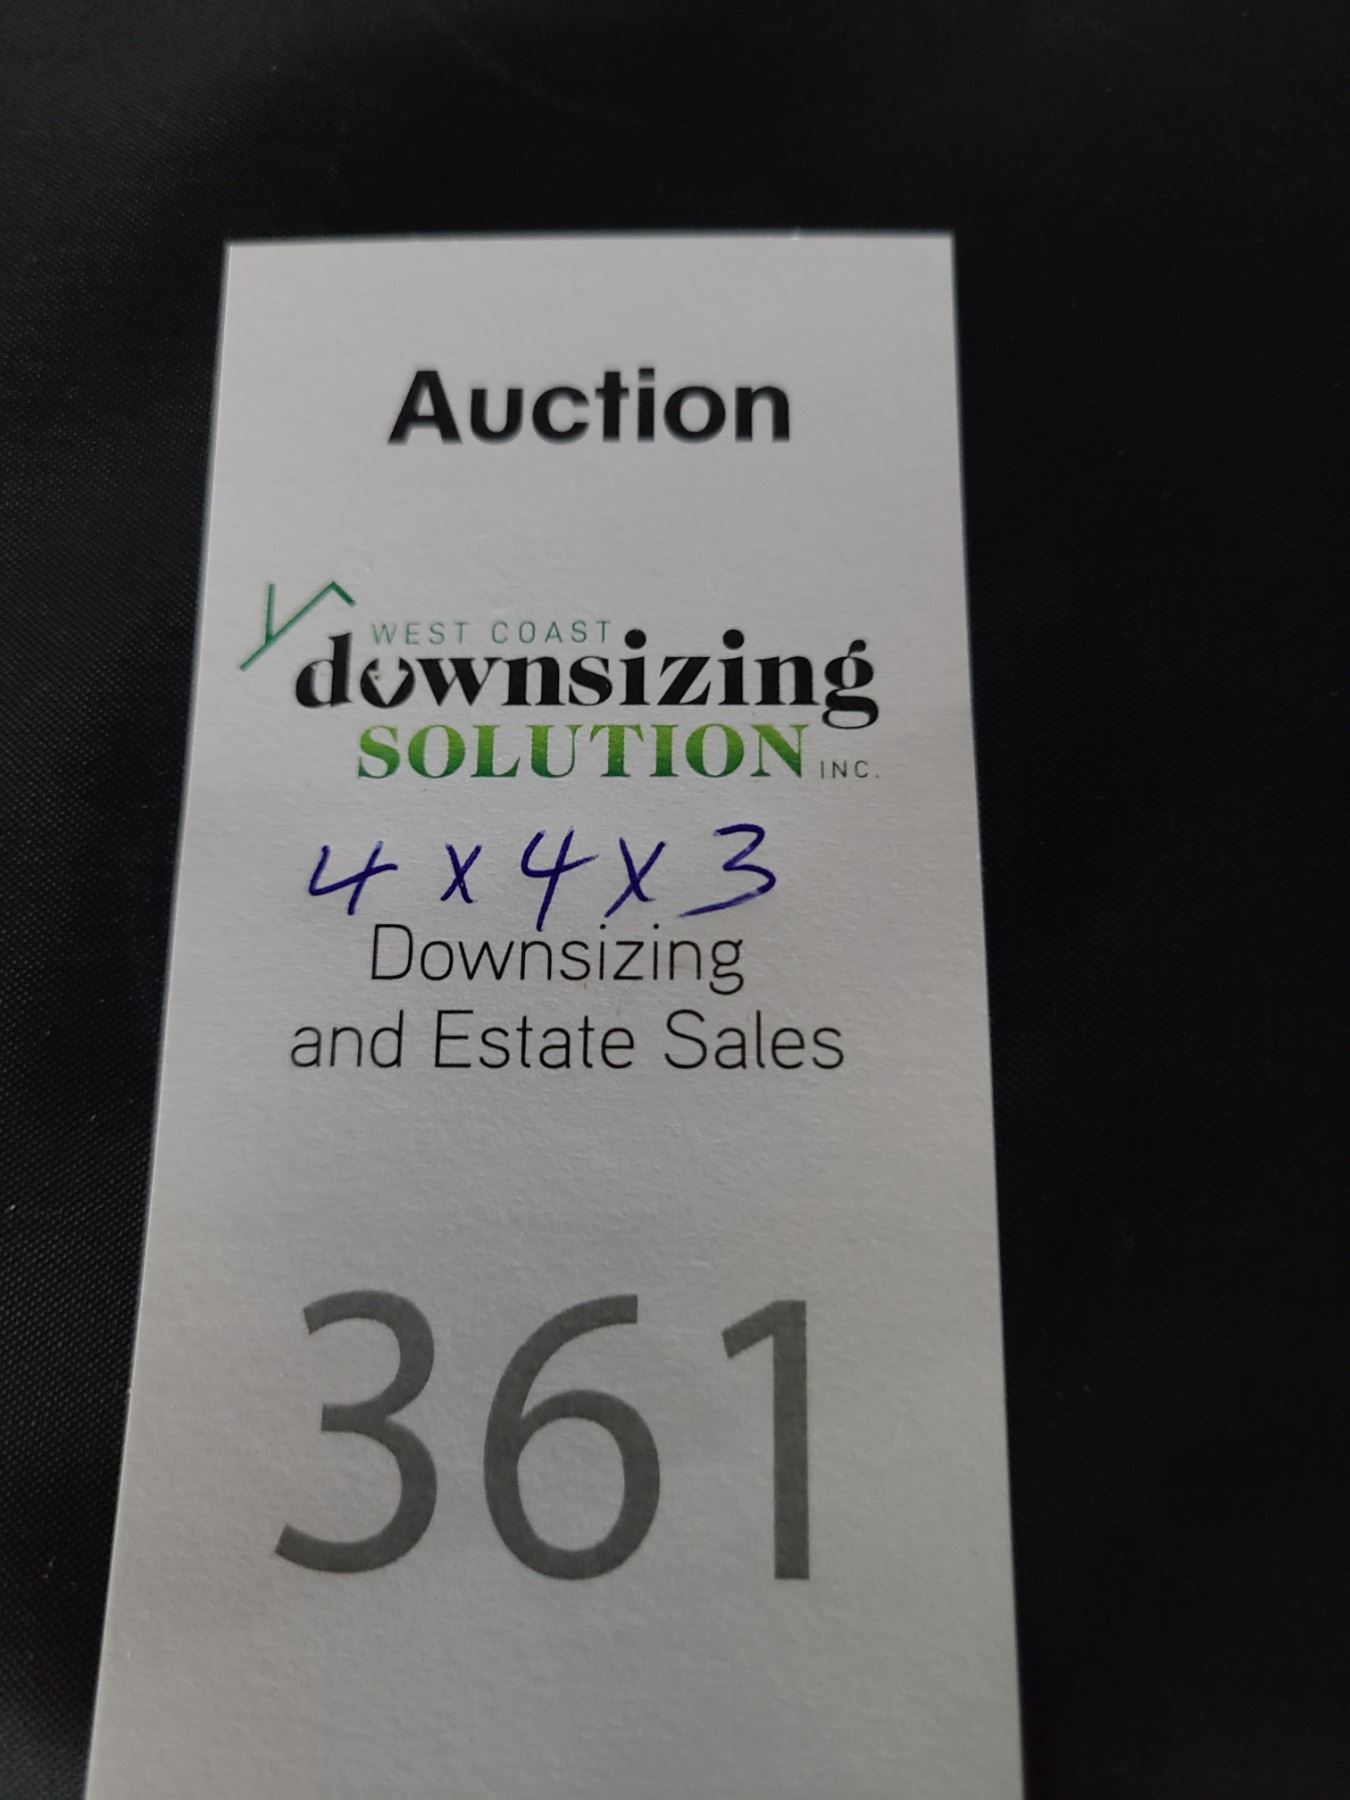 Auction
WEST COAST
downsizing
SOLUTION INC.
4 x 4 x 3
Downsizing
and Estate Sales
361